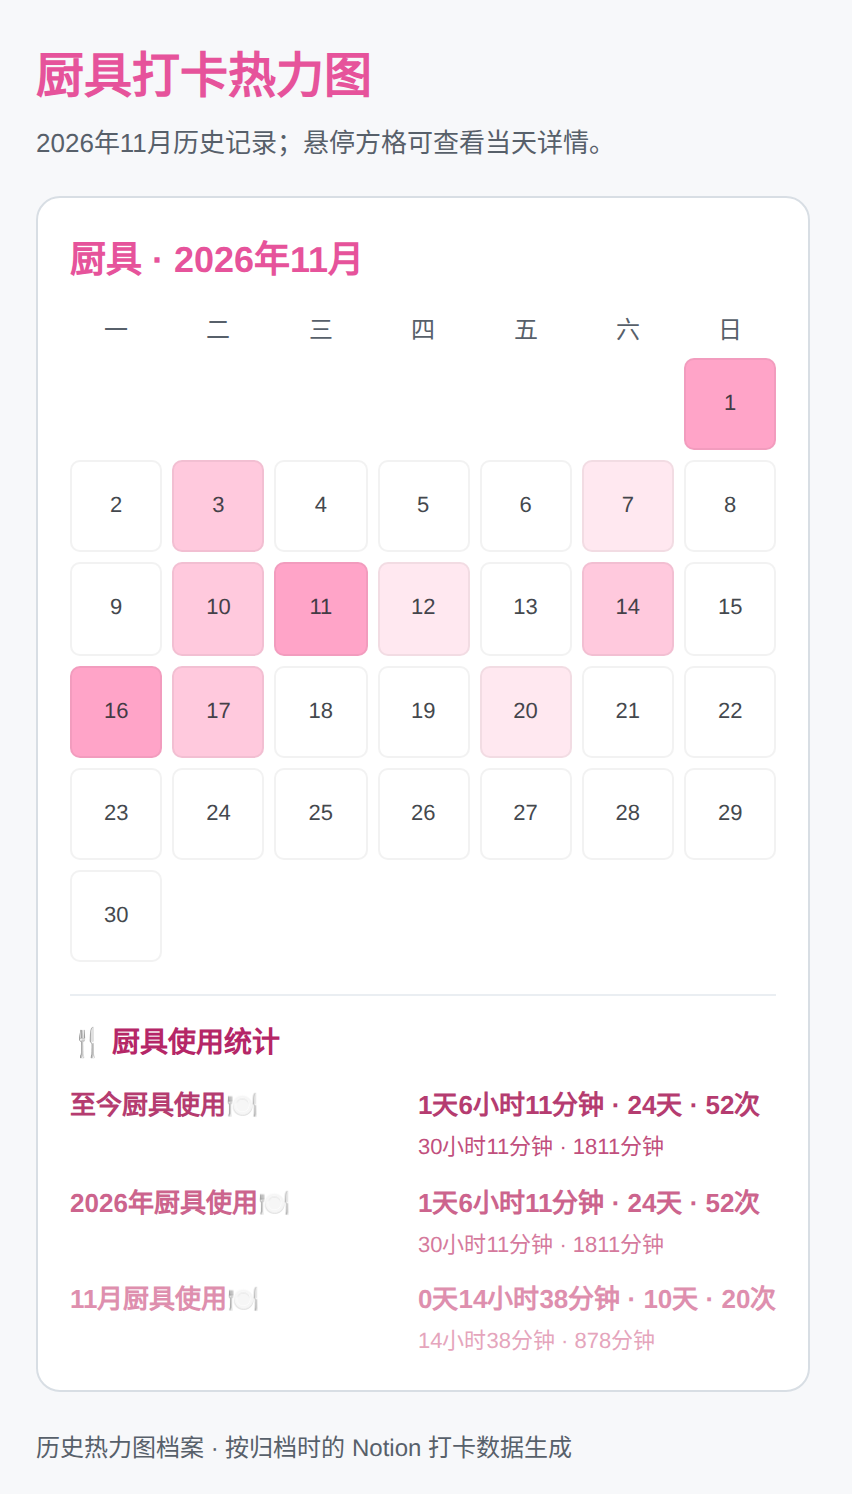 厨具打卡热力图
2026年11月历史记录；悬停方格可查看当天详情。
厨具 · 2026年11月
一 二 三 四 五 六 日
1
2 3 4 5 6 7 8
9 10 11 12 13 14 15
16 17 18 19 20 21 22
23 24 25 26 27 28 29
30
🍴 厨具使用统计
至今厨具使用🍽️ 1天6小时11分钟 · 24天 · 52次
30小时11分钟 · 1811分钟
2026年厨具使用🍽️ 1天6小时11分钟 · 24天 · 52次
30小时11分钟 · 1811分钟
11月厨具使用🍽️ 0天14小时38分钟 · 10天 · 20次
14小时38分钟 · 878分钟
历史热力图档案 · 按归档时的 Notion 打卡数据生成